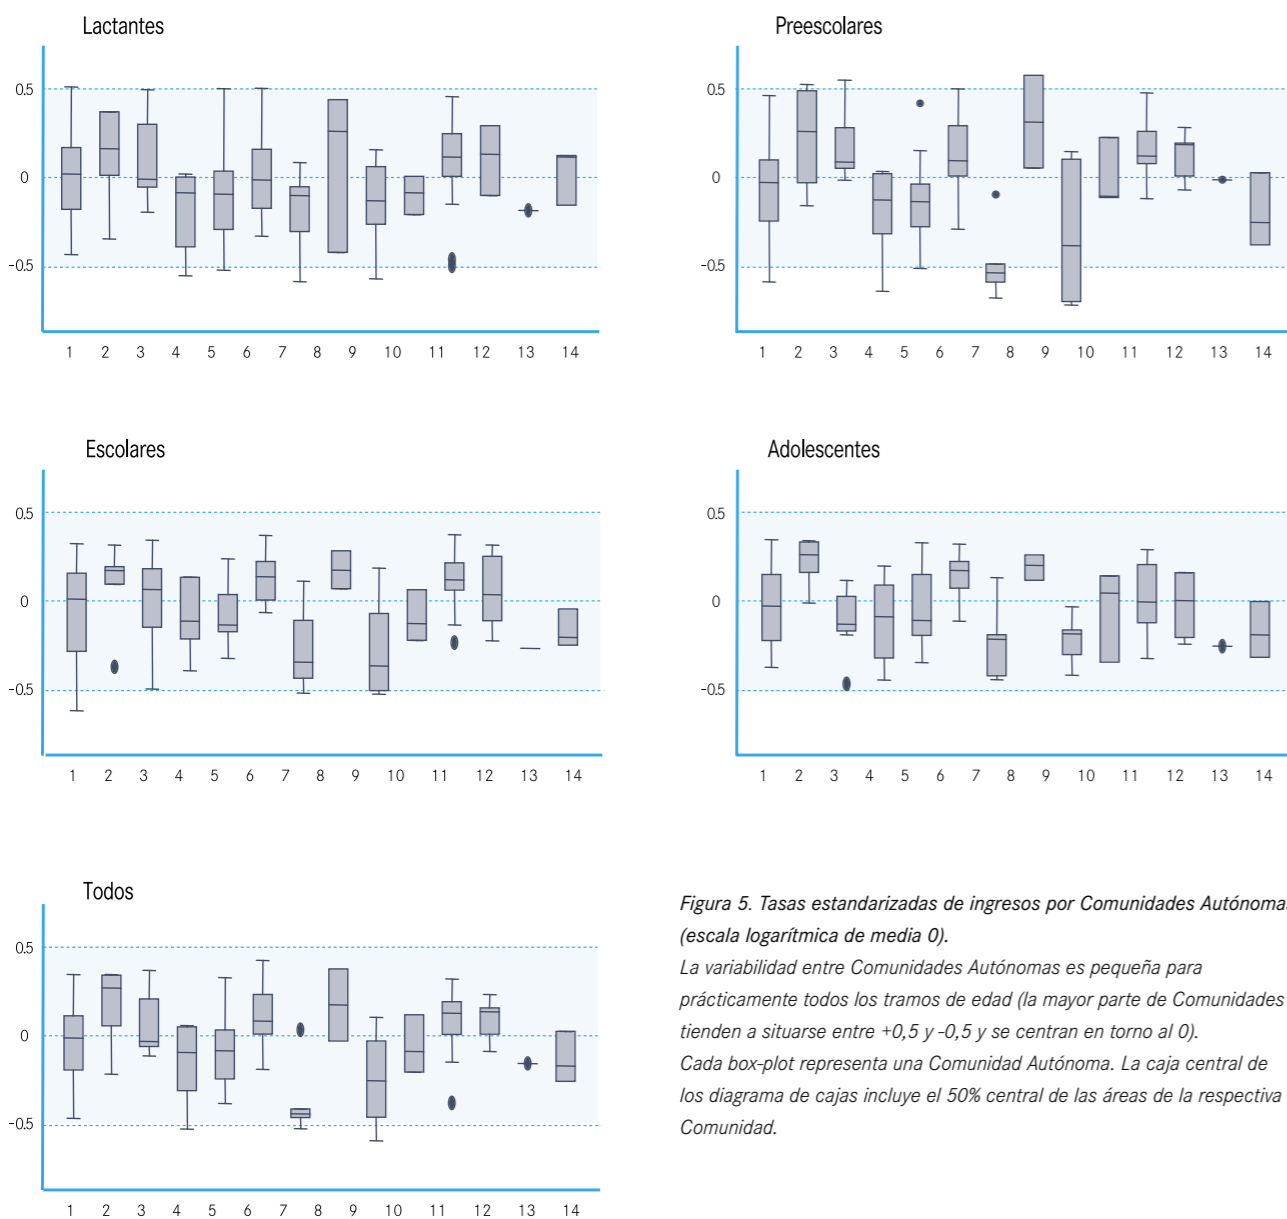 Lactantes
0.5
0
-0.5
1 2 3 4 5 6 7 8 9 10 11 12 13 14
Preescolares
0.5
0
-0.5
1 2 3 4 5 6 7 8 9 10 11 12 13 14
Escolares
0.5
0
-0.5
1 2 3 4 5 6 7 8 9 10 11 12 13 14
Adolescentes
0.5
0
-0.5
1 2 3 4 5 6 7 8 9 10 11 12 13 14
Todos
0.5
0
-0.5
1 2 3 4 5 6 7 8 9 10 11 12 13 14
Figura 5. Tasas estandarizadas de ingresos por Comunidades Autónomas
(escala logarítmica de media 0).
La variabilidad entre Comunidades Autónomas es pequeña para
prácticamente todos los tramos de edad (la mayor parte de Comunidades
tienden a situarse entre +0,5 y -0,5 y se centran en torno al 0).
Cada box-plot representa una Comunidad Autónoma. La caja central de
los diagrama de cajas incluye el 50% central de las áreas de la respectiva
Comunidad.